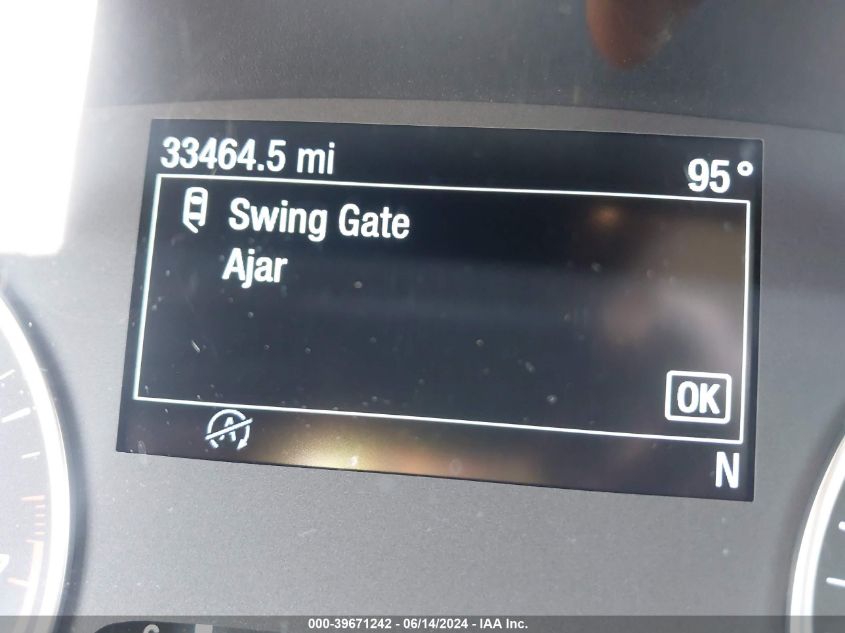 33464.5 mi
95°
Swing Gate
Ajar
OK
A
N
000-39671242 - 06/14/2024 - IAA Inc.